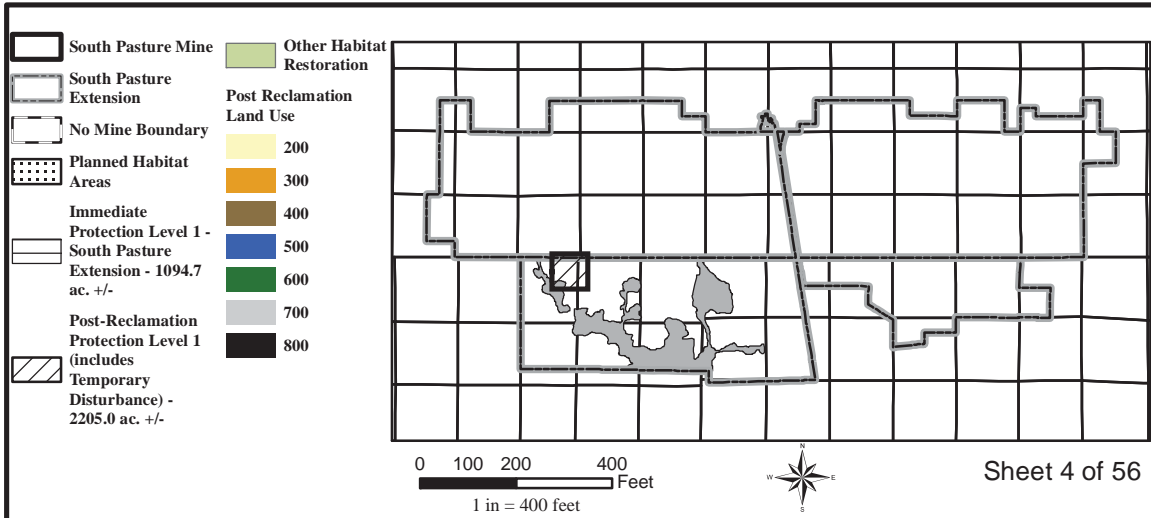 South Pasture Mine
South Pasture
Extension
No Mine Boundary
Planned Habitat
Areas
Immediate
Protection Level 1 -
South Pasture
Extension - 1094.7
ac. +/-
Post-Reclamation
Protection Level 1
(includes
Temporary
Disturbance) -
2205.0 ac. +/-
Other Habitat
Restoration
Post Reclamation
Land Use
200
300
400
500
600
700
800
0 100 200 400
Feet
1 in = 400 feet
N
W E
S
Sheet 4 of 56